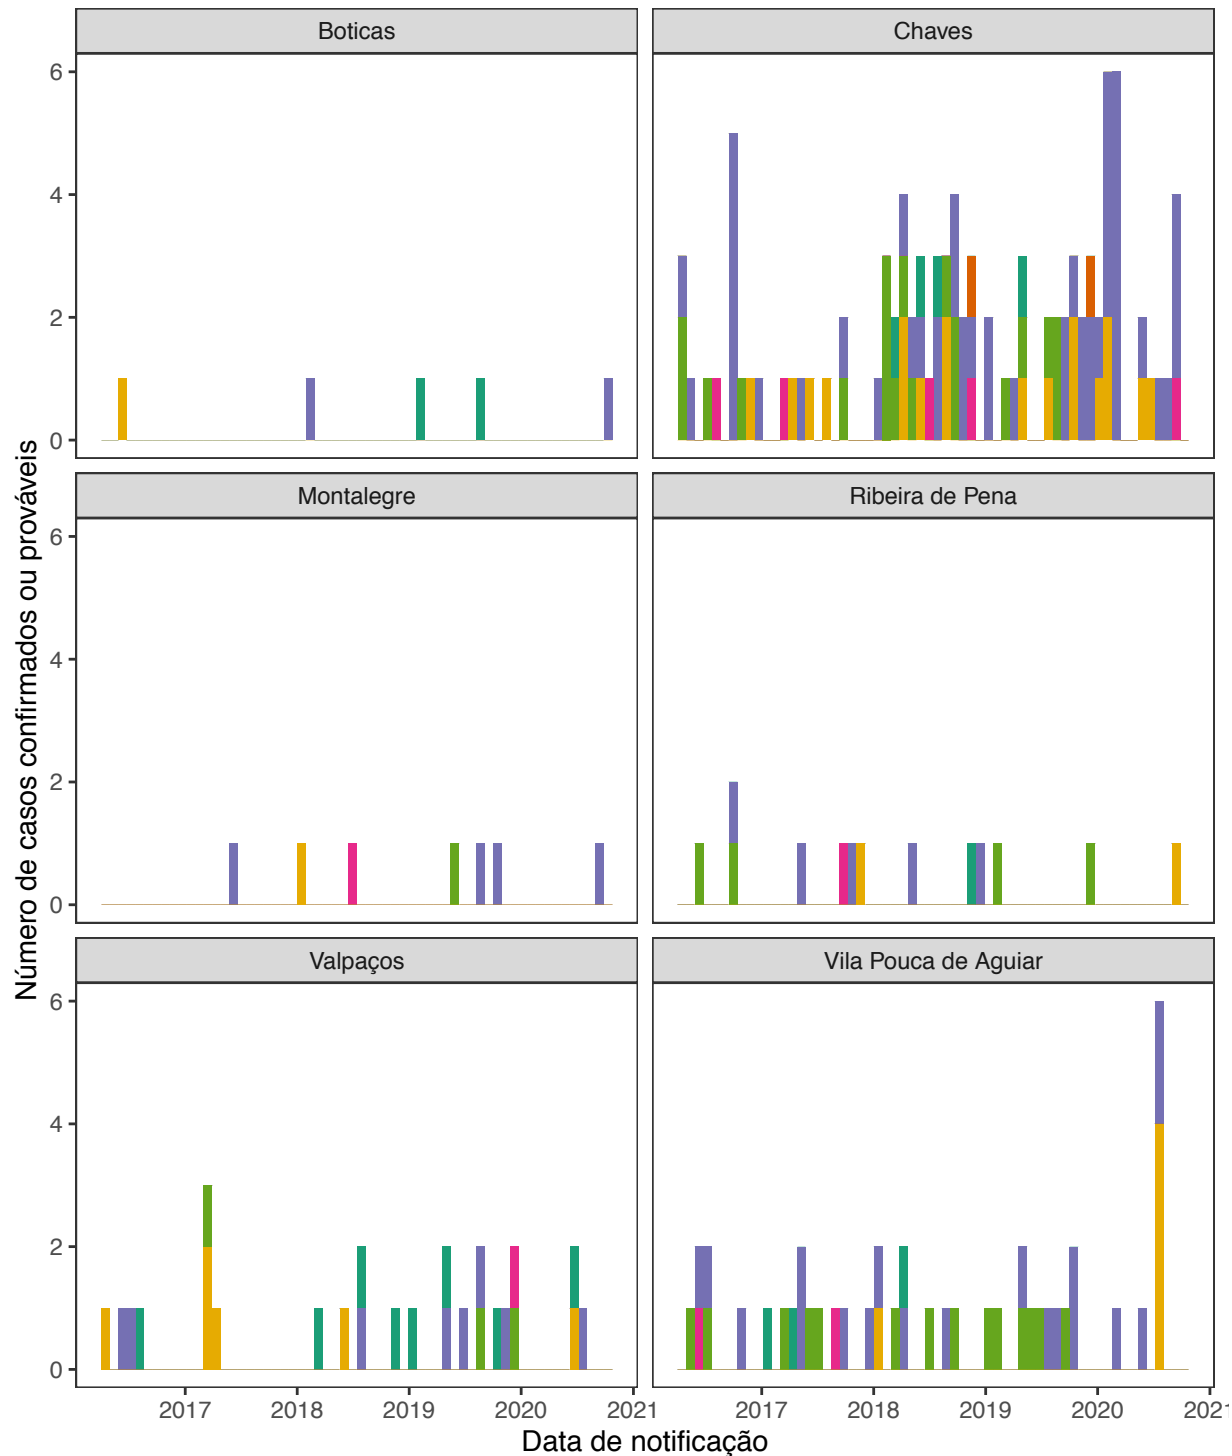 Boticas
Chaves
6
4
2
0
Montalegre
Ribeira de Pena
6
4
2
0
Valpaços
Vila Pouca de Aguiar
6
4
2
0
2017 2018 2019 2020 2021 2017 2018 2019 2020 2021
Data de notificação
Número de casos confirmados ou prováveis